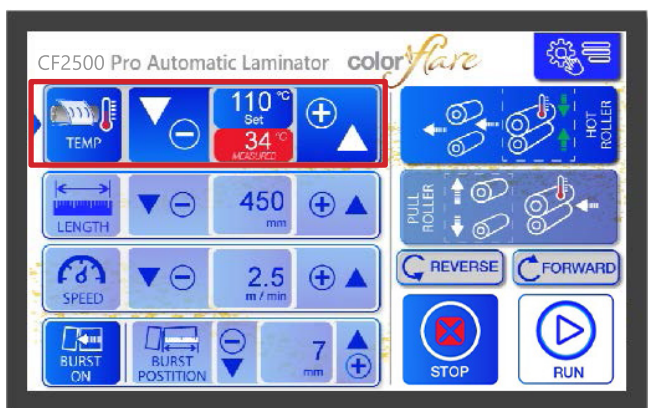 CF2500 Pro Automatic Laminator colorflare
TEMP
110 °C
Set
34 °C
MEASURED
HOT ROLLER
LENGTH
450
mm
PULL ROLLER
REVERSE
FORWARD
SPEED
2.5
m / min
BURST
ON
BURST
POSTITION
7
mm
STOP
RUN